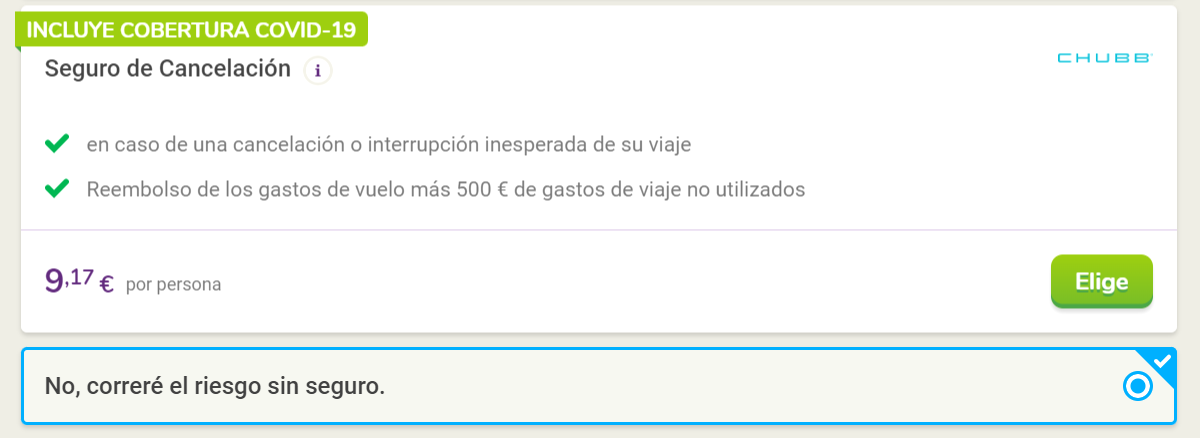 INCLUYE COBERTURA COVID-19
Seguro de Cancelación i
CHUBB
en caso de una cancelación o interrupción inesperada de su viaje
Reembolso de los gastos de vuelo más 500 € de gastos de viaje no utilizados
9,17 € por persona
Elige
No, correré el riesgo sin seguro.